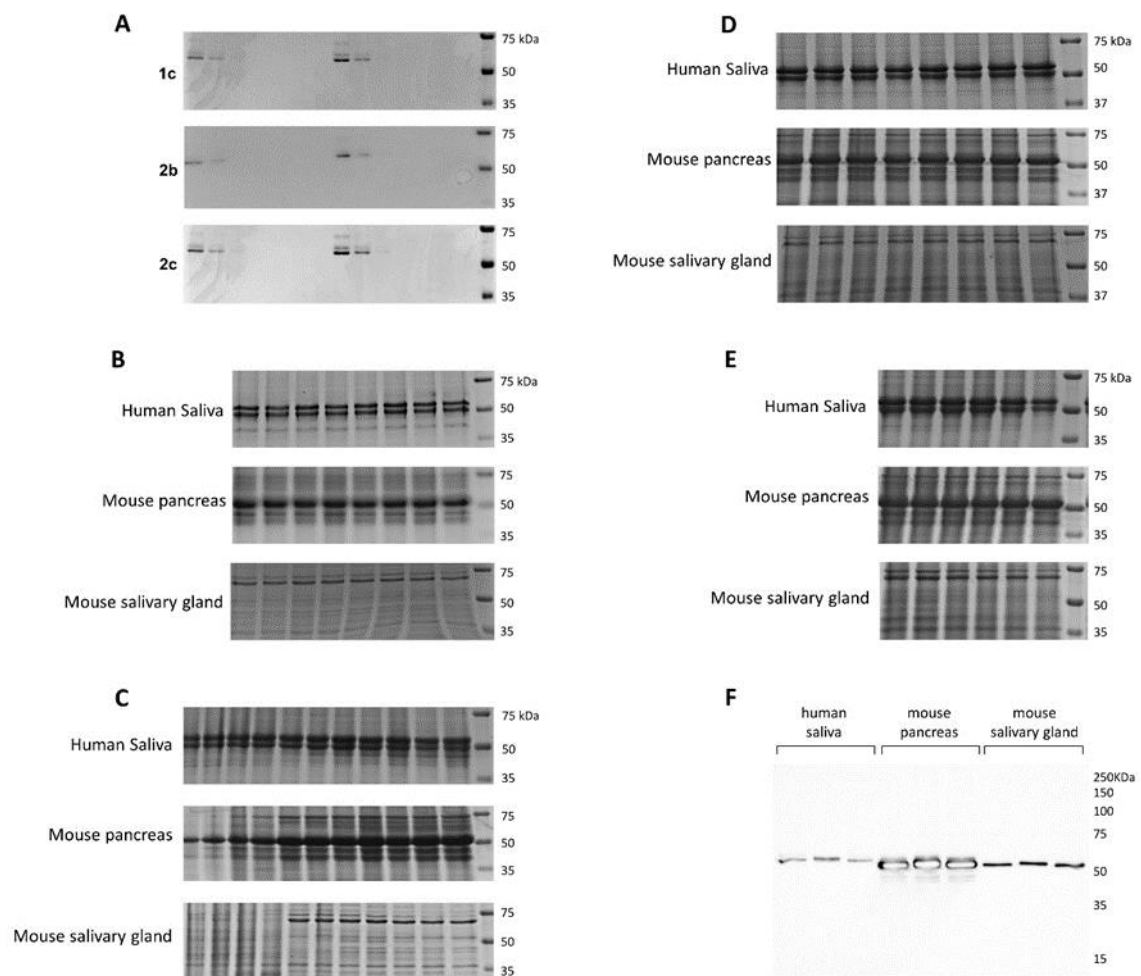 A
75 kDa
1c
50
35
75
2b
50
35
75
2c
50
35
B
75 kDa
Human Saliva
50
35
75
Mouse pancreas
50
35
75
Mouse salivary gland
50
35
C
75 kDa
Human Saliva
50
35
75
Mouse pancreas
50
35
75
Mouse salivary gland
50
35
D
75 kDa
Human Saliva
50
37
75
Mouse pancreas
50
37
75
Mouse salivary gland
50
37
E
75 kDa
Human Saliva
50
35
75
Mouse pancreas
50
35
75
Mouse salivary gland
50
35
F
human
saliva
mouse
pancreas
mouse
salivary gland
250KDa
150
100
75
50
35
15